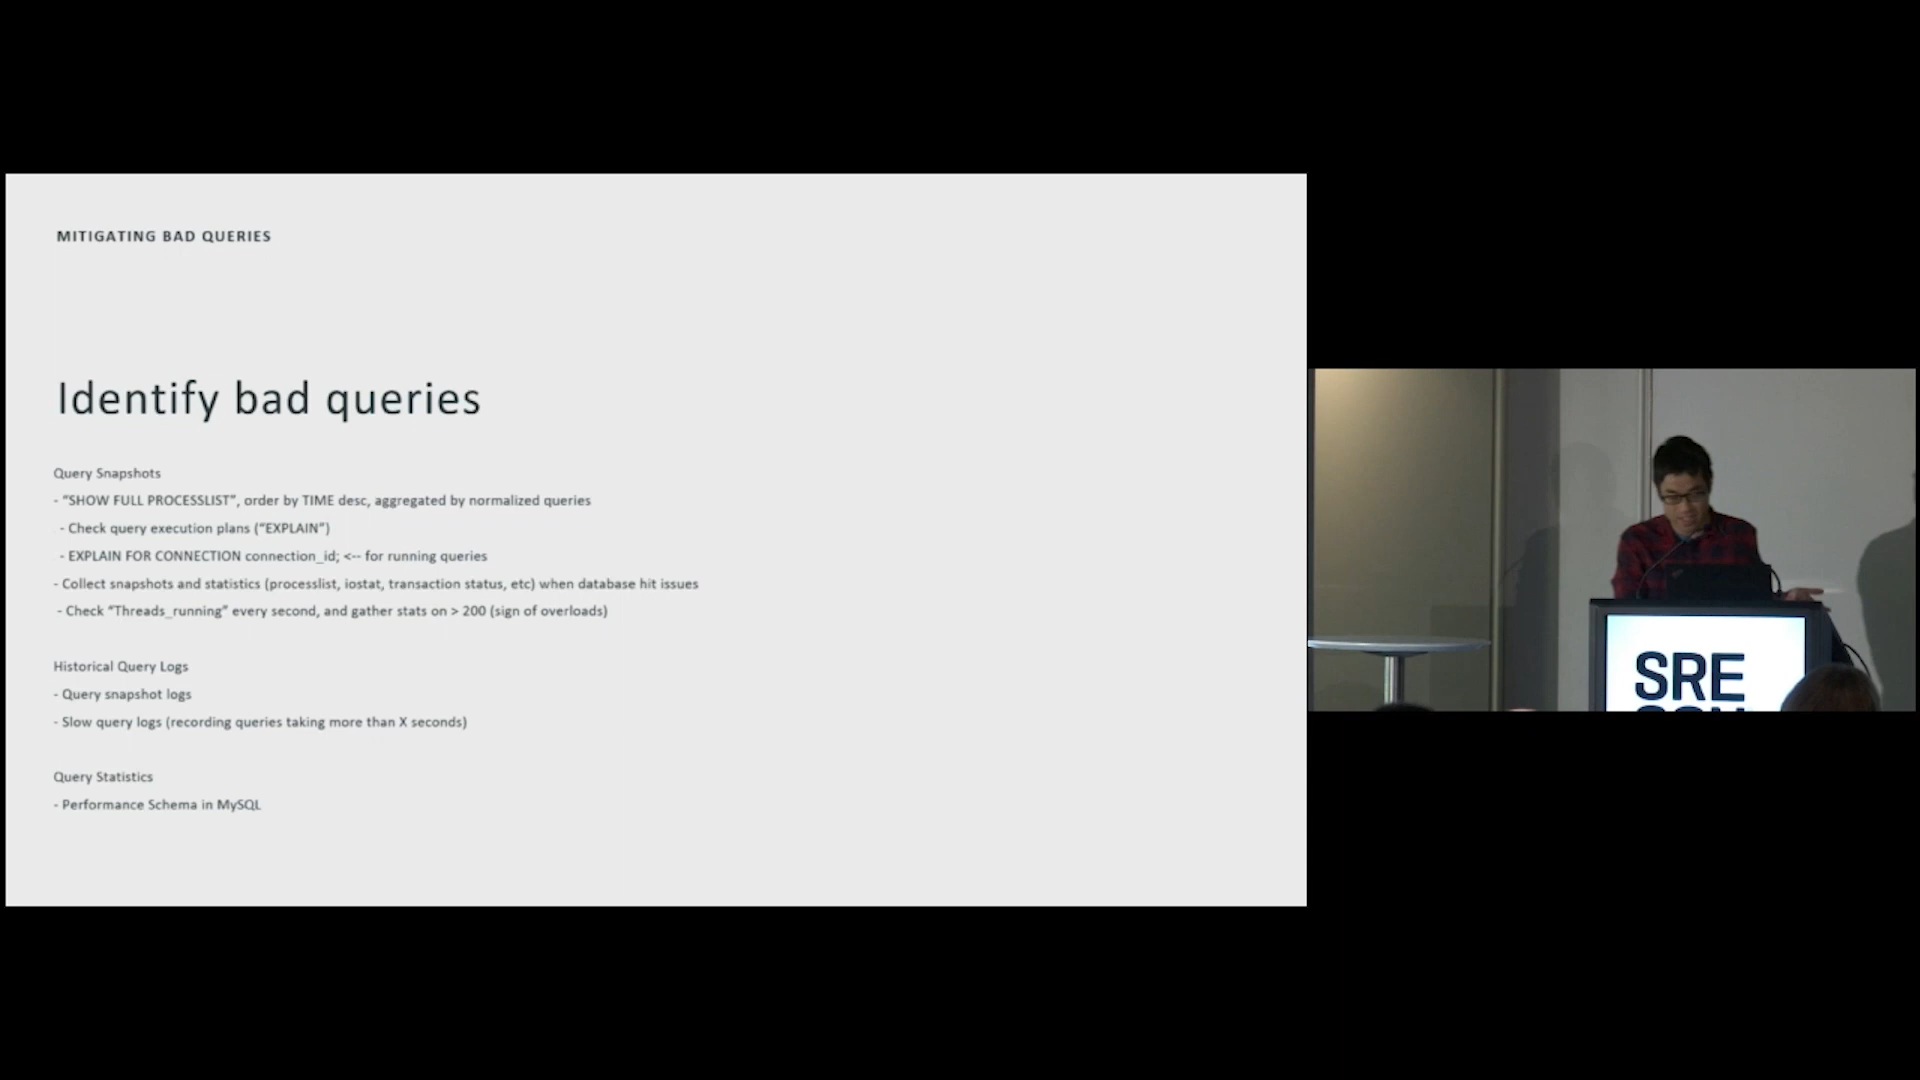 MITIGATING BAD QUERIES
Identify bad queries
Query Snapshots
- “SHOW FULL PROCESSLIST”, order by TIME desc, aggregated by normalized queries
- Check query execution plans (“EXPLAIN”)
- EXPLAIN FOR CONNECTION connection_id; <-- for running queries
- Collect snapshots and statistics (processlist, iostat, transaction status, etc) when database hit issues
- Check “Threads_running” every second, and gather stats on > 200 (sign of overloads)
Historical Query Logs
- Query snapshot logs
- Slow query logs (recording queries taking more than X seconds)
Query Statistics
- Performance Schema in MySQL
SRE